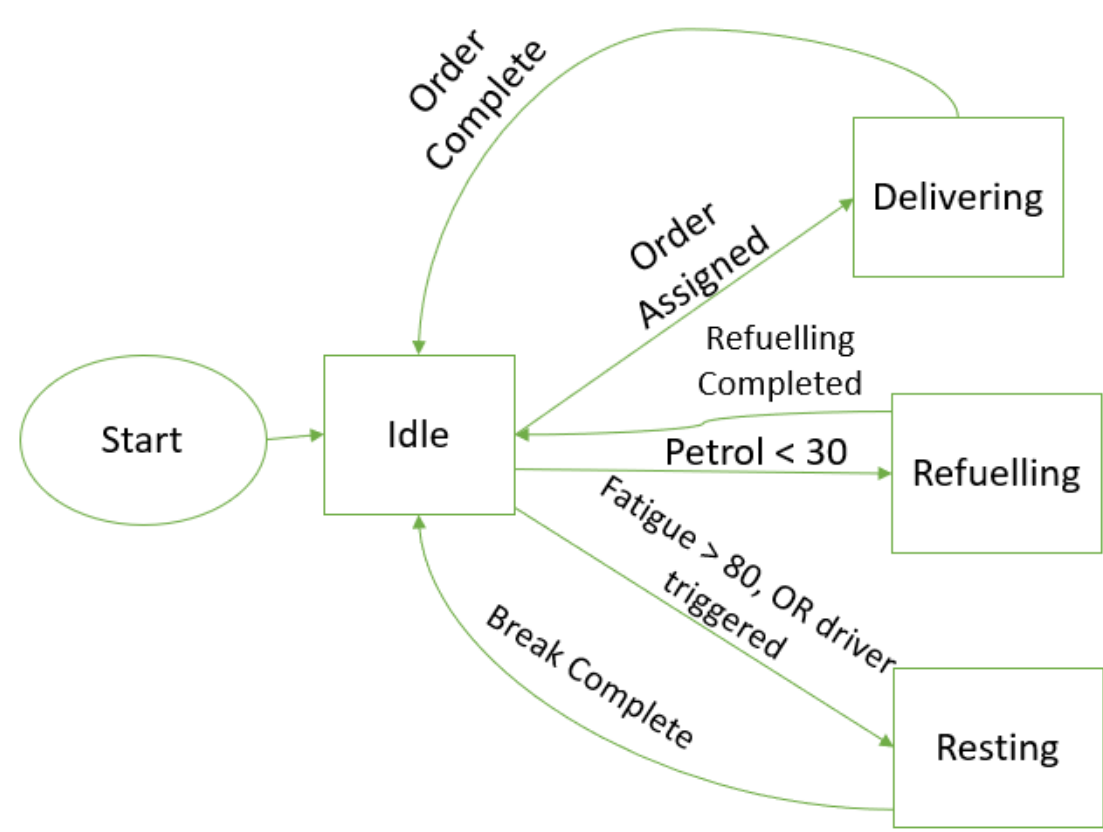 Order
Complete
Delivering
Order
Assigned
Refuelling
Completed
Start
Idle
Petrol < 30
Refuelling
Fatigue > 80, OR driver
triggered
Break Complete
Resting